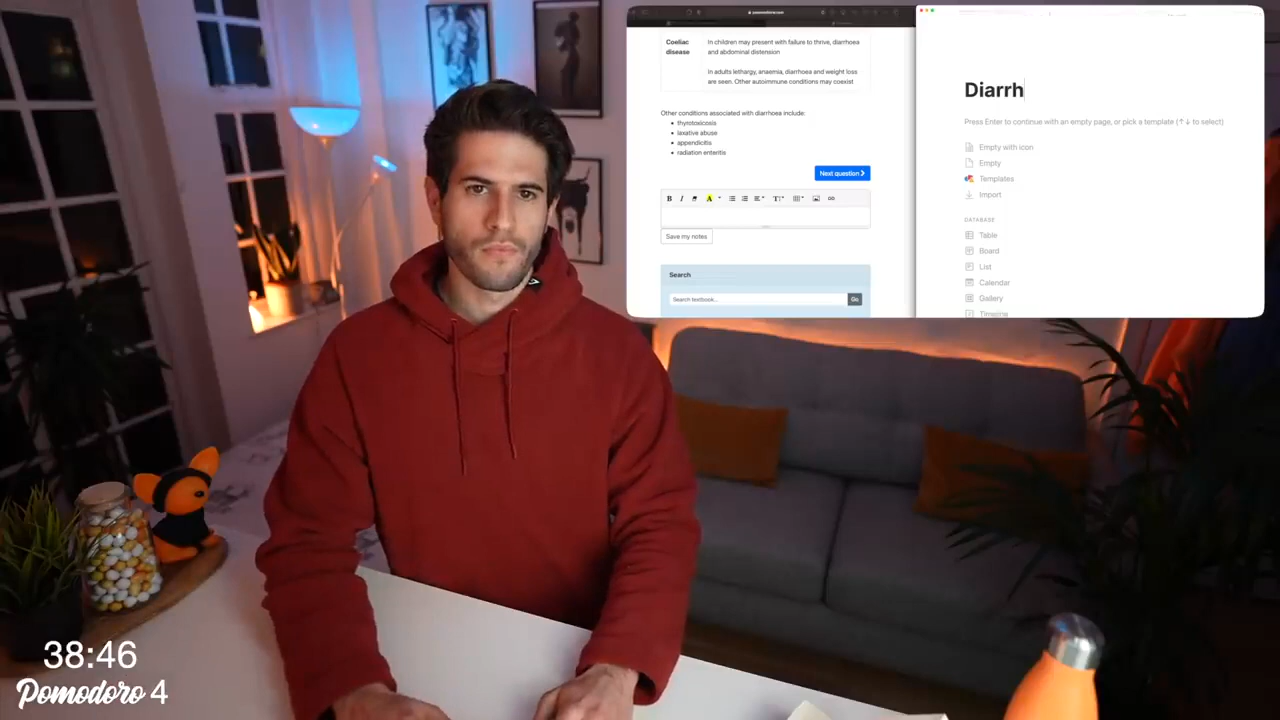 passmedicine.com
Coeliac
disease
In children may present with failure to thrive, diarrhoea
and abdominal distension
In adults lethargy, anaemia, diarrhoea and weight loss
are seen. Other autoimmune conditions may coexist
Other conditions associated with diarrhoea include:
thyrotoxicosis
laxative abuse
appendicitis
radiation enteritis
Next question
B I A
Save my notes
Search
Search textbook...
Go
Diarrh
Press Enter to continue with an empty page, or pick a template (↑↓ to select)
Empty with icon
Empty
Templates
Import
DATABASE
Table
Board
List
Calendar
Gallery
Timeline
38:46
Pomodoro 4